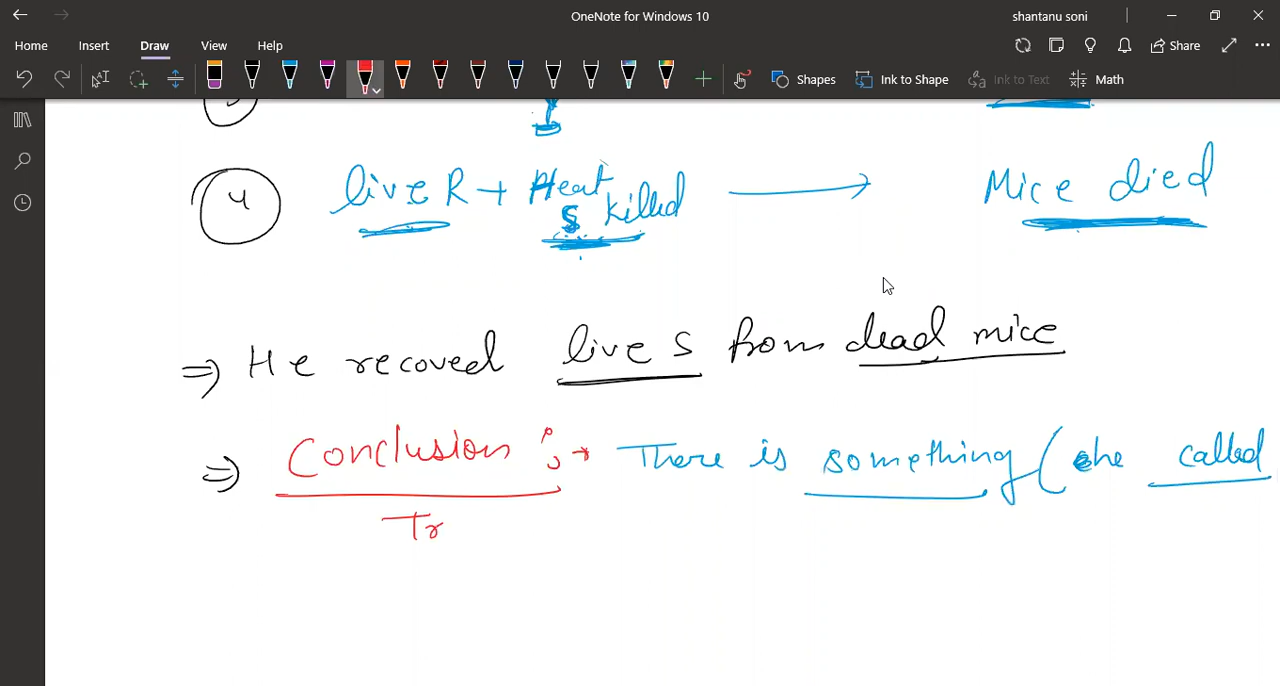 OneNote for Windows 10
shantanu soni
Home Insert Draw View Help
Share
Shapes Ink to Shape Ink to Text Math
4 live R + Heat killed → Mice died
S
⇒ He recoved live S from dead mice
⇒ Conclusion :→ There is something (he called
Tr